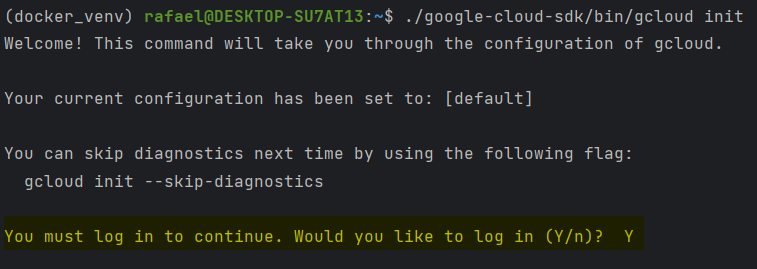 (docker_venv) rafael@DESKTOP-SU7AT13:~$ ./google-cloud-sdk/bin/gcloud init
Welcome! This command will take you through the configuration of gcloud.
Your current configuration has been set to: [default]
You can skip diagnostics next time by using the following flag:
gcloud init --skip-diagnostics
You must log in to continue. Would you like to log in (Y/n)? Y